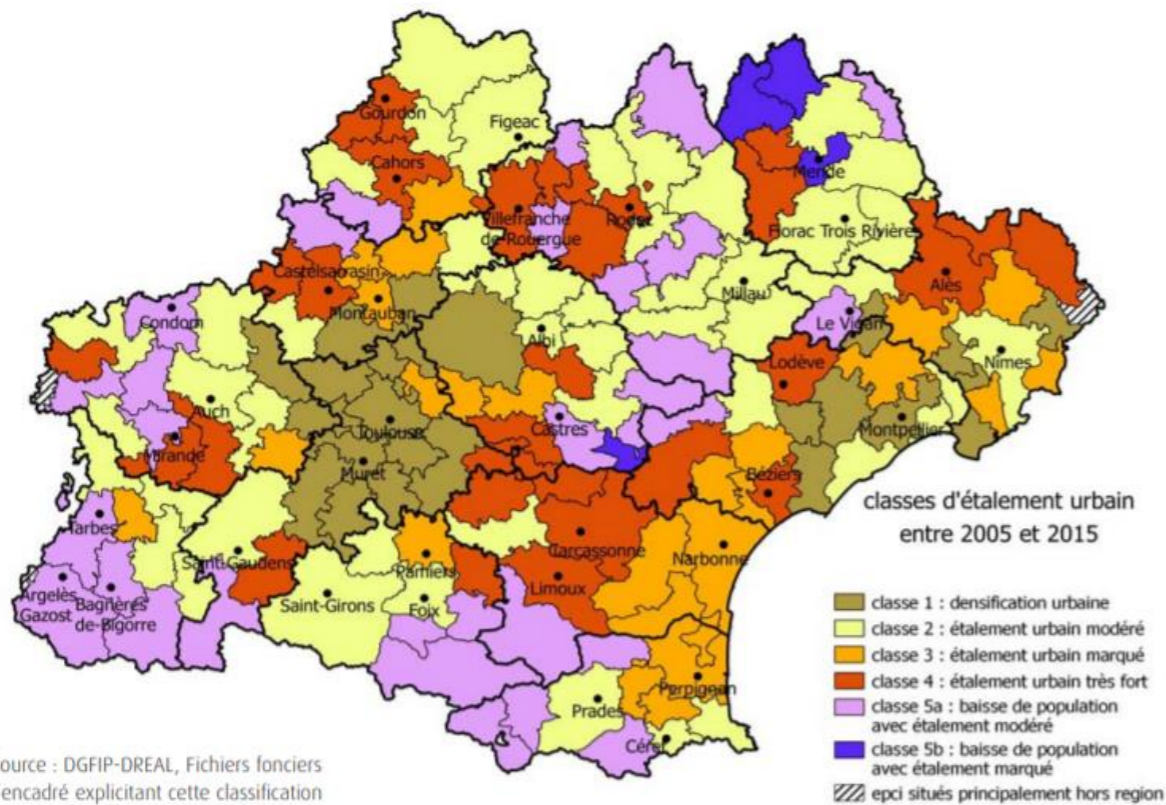 Gourdon
Figeac
Cahors
Mende
Villefranche
de-Rouergue
Rodez
Florac Trois Rivières
Castelsarrasin
Alès
Millau
Condom
Montauban
Le Vigan
Albi
Nîmes
Lodève
Auch
Toulouse
Castres
Montpellier
Mirande
Muret
Béziers
classes d'étalement urbain
entre 2005 et 2015
Tarbes
Carcassonne
Narbonne
Saint-Gaudens
Pamiers
Limoux
Argelès
Gazost
Bagnères
de-Bigorre
Saint-Girons
Foix
classe 1 : densification urbaine
classe 2 : étalement urbain modéré
classe 3 : étalement urbain marqué
classe 4 : étalement urbain très fort
classe 5a : baisse de population
avec étalement modéré
classe 5b : baisse de population
avec étalement marqué
epci situés principalement hors region
Perpignan
Prades
Céret
ource : DGFIP-DREAL, Fichiers fonciers
encadré explicitant cette classification